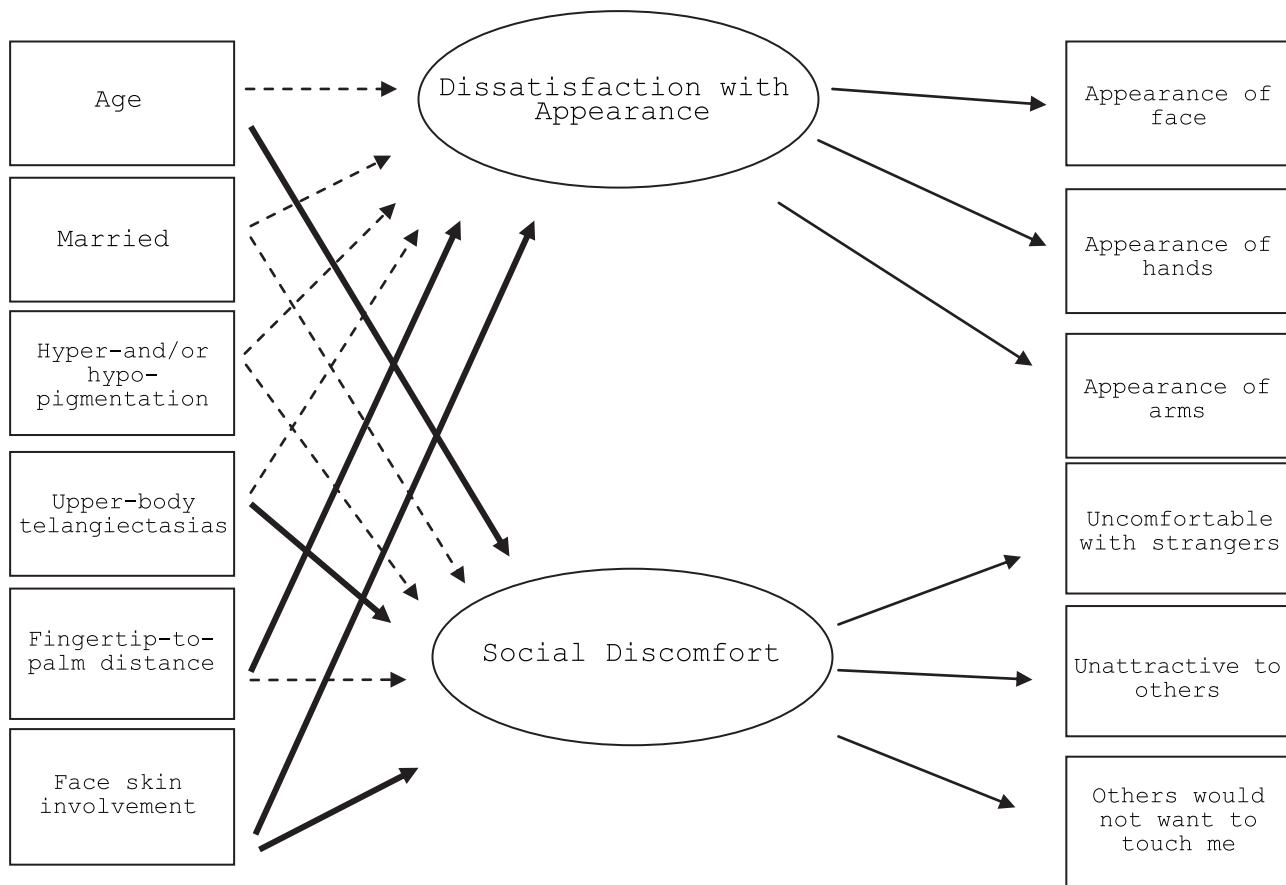 Age
Married
Hyper-and/or
hypo-
pigmentation
Upper-body
telangiectasias
Fingertip-to-
palm distance
Face skin
involvement
Dissatisfaction with
Appearance
Social Discomfort
Appearance of
face
Appearance of
hands
Appearance of
arms
Uncomfortable
with strangers
Unattractive to
others
Others would
not want to
touch me